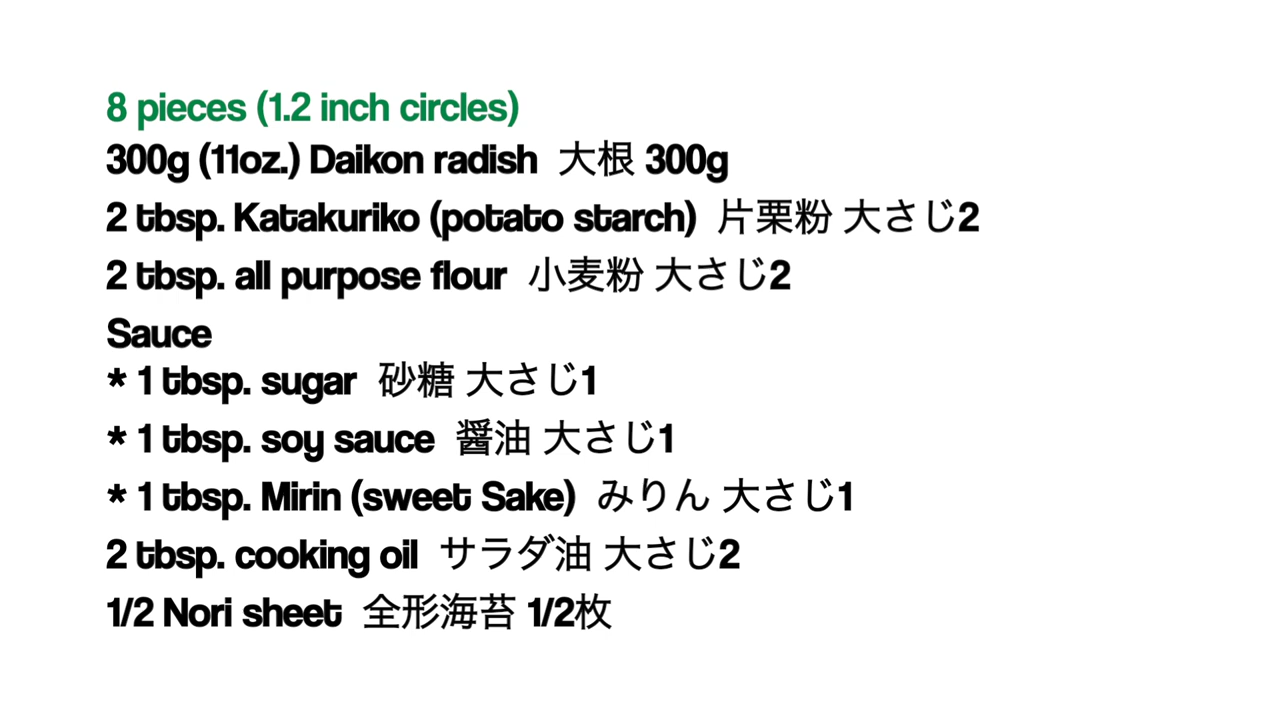 8 pieces (1.2 inch circles)
300g (11oz.) Daikon radish 大根 300g
2 tbsp. Katakuriko (potato starch) 片栗粉 大さじ2
2 tbsp. all purpose flour 小麦粉 大さじ2
Sauce
* 1 tbsp. sugar 砂糖 大さじ1
* 1 tbsp. soy sauce 醤油 大さじ1
* 1 tbsp. Mirin (sweet Sake) みりん 大さじ1
2 tbsp. cooking oil サラダ油 大さじ2
1/2 Nori sheet 全形海苔 1/2枚